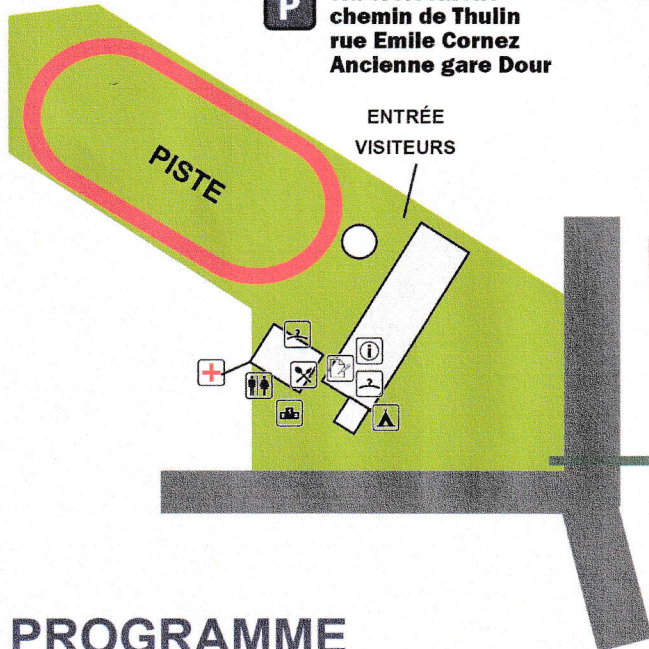 P
chemin de Thulin
rue Emile Cornez
Ancienne gare Dour
ENTRÉE
VISITEURS
PISTE
PROGRAMME